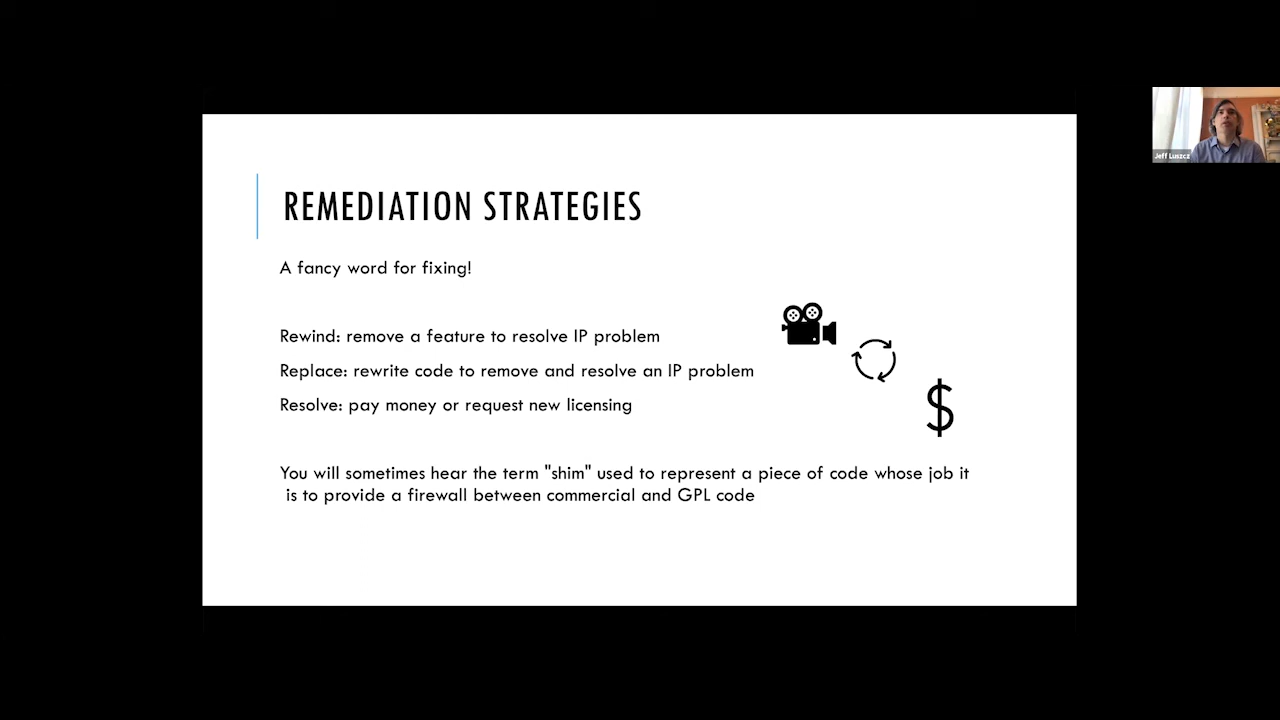 REMEDIATION STRATEGIES
A fancy word for fixing!
Rewind: remove a feature to resolve IP problem
Replace: rewrite code to remove and resolve an IP problem
Resolve: pay money or request new licensing
$
You will sometimes hear the term "shim" used to represent a piece of code whose job it
is to provide a firewall between commercial and GPL code
Jeff Luszcz